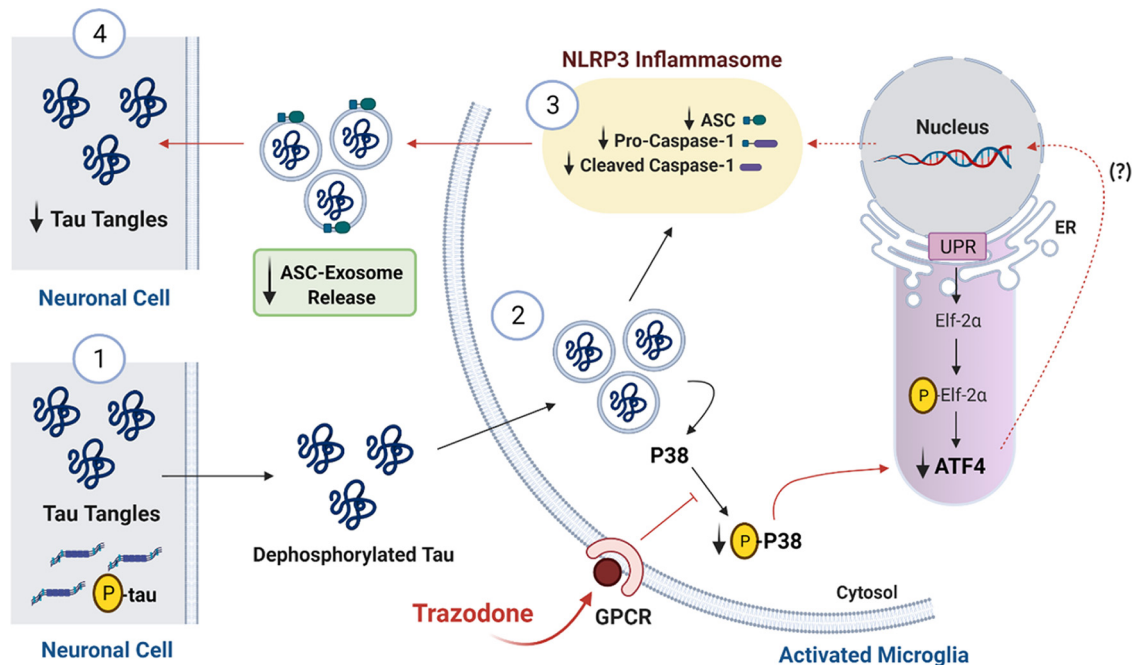 4
Tau Tangles
Neuronal Cell
ASC-Exosome
Release
NLRP3 Inflammasome
3
ASC
Pro-Caspase-1
Cleaved Caspase-1
Nucleus
(?)
ER
UPR
Elf-2α
P-Elf-2α
ATF4
1
Tau Tangles
P-tau
Neuronal Cell
Dephosphorylated Tau
2
P38
P-P38
Trazodone
GPCR
Cytosol
Activated Microglia